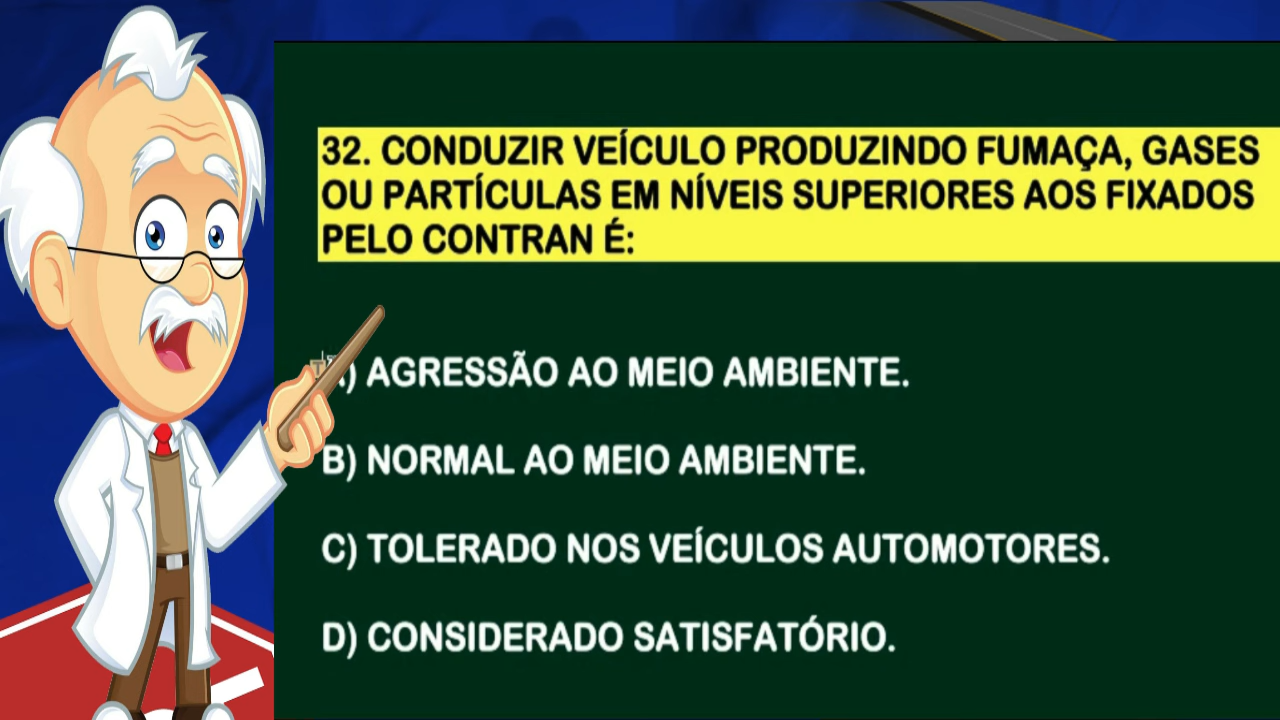 32. CONDUZIR VEÍCULO PRODUZINDO FUMAÇA, GASES
OU PARTÍCULAS EM NÍVEIS SUPERIORES AOS FIXADOS
PELO CONTRAN É:
A) AGRESSÃO AO MEIO AMBIENTE.
B) NORMAL AO MEIO AMBIENTE.
C) TOLERADO NOS VEÍCULOS AUTOMOTORES.
D) CONSIDERADO SATISFATÓRIO.